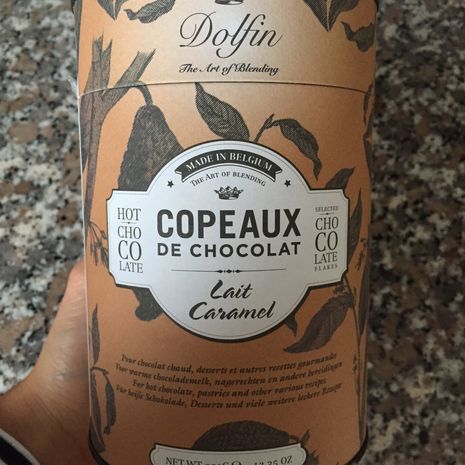 Dolfin
The Art of Blending
MADE IN BELGIUM
THE ART OF BLENDING
HOT
CHO
CO
LATE
COPEAUX
DE CHOCOLAT
SELECTED
CHO
CO
LATE
FLAKES
Lait
Caramel
Pour chocolat chaud, desserts et autres recettes gourmandes
Voor warme chocolademelk, nagerechten en andere bereidingen
For hot chocolate, pastries and other various recipes
Für heiße Schokolade, Desserts und viele weitere leckere Rezepte
NET WT OZ